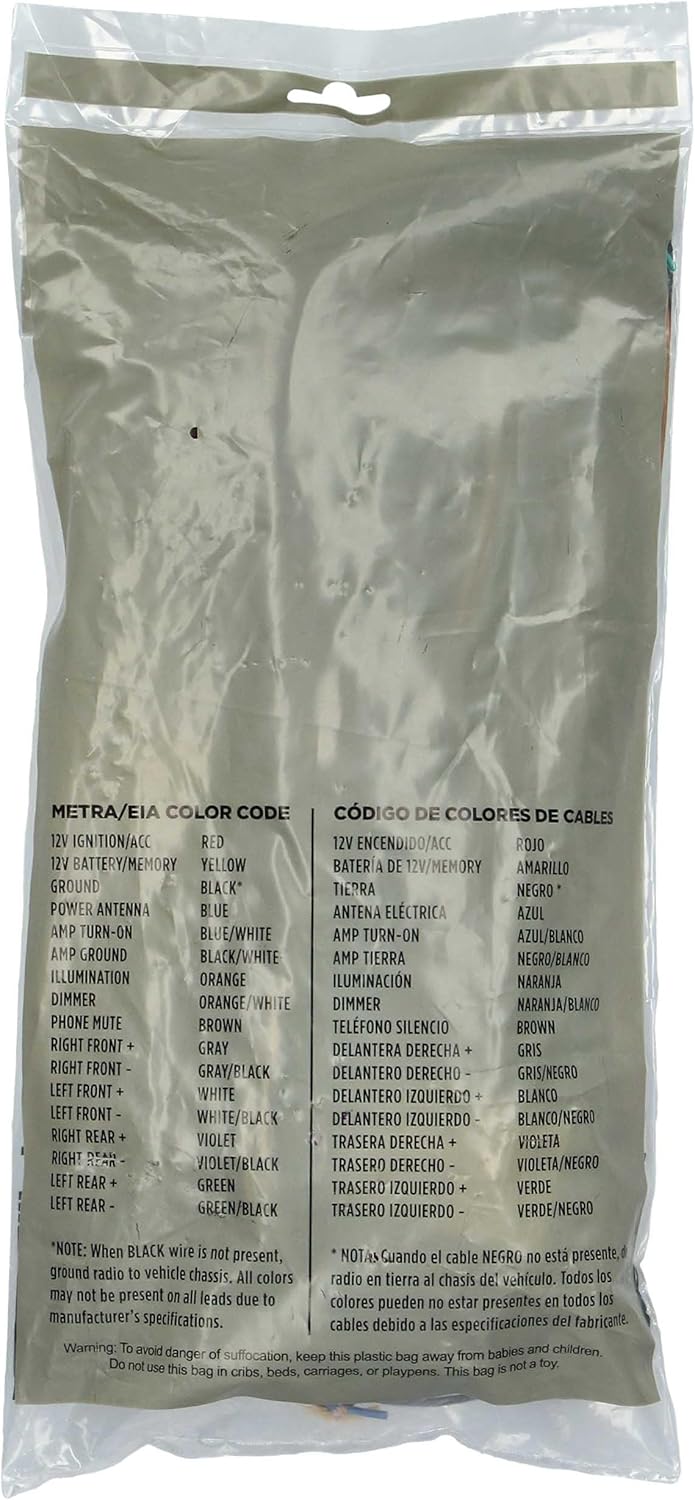 METRA/EIA COLOR CODE
12V IGNITION/ACC RED
12V BATTERY/MEMORY YELLOW
GROUND BLACK*
POWER ANTENNA BLUE
AMP TURN-ON BLUE/WHITE
AMP GROUND BLACK/WHITE
ILLUMINATION ORANGE
DIMMER ORANGE/WHITE
PHONE MUTE BROWN
RIGHT FRONT + GRAY
RIGHT FRONT - GRAY/BLACK
LEFT FRONT + WHITE
LEFT FRONT - WHITE/BLACK
RIGHT REAR + VIOLET
RIGHT REAR - VIOLET/BLACK
LEFT REAR + GREEN
LEFT REAR - GREEN/BLACK
*NOTE: When BLACK wire is not present,
ground radio to vehicle chassis. All colors
may not be present on all leads due to
manufacturer's specifications.
CÓDIGO DE COLORES DE CABLES
12V ENCENDIDO/ACC ROJO
BATERÍA DE 12V/MEMORY AMARILLO
TIERRA NEGRO *
ANTENA ELÉCTRICA AZUL
AMP TURN-ON AZUL/BLANCO
AMP TIERRA NEGRO/BLANCO
ILUMINACIÓN NARANJA
DIMMER NARANJA/BLANCO
TELÉFONO SILENCIO BROWN
DELANTERA DERECHA + GRIS
DELANTERO DERECHO - GRIS/NEGRO
DELANTERO IZQUIERDO + BLANCO
DELANTERO IZQUIERDO - BLANCO/NEGRO
TRASERA DERECHA + VIOLETA
TRASERO DERECHO - VIOLETA/NEGRO
TRASERO IZQUIERDO + VERDE
TRASERO IZQUIERDO - VERDE/NEGRO
* NOTA: Cuando el cable NEGRO no está presente,
radio en tierra al chasis del vehículo. Todos los
colores pueden no estar presentes en todos los
cables debido a las especificaciones del fabricante.
Warning: To avoid danger of suffocation, keep this plastic bag away from babies and children.
Do not use this bag in cribs, beds, carriages, or playpens. This bag is not a toy.